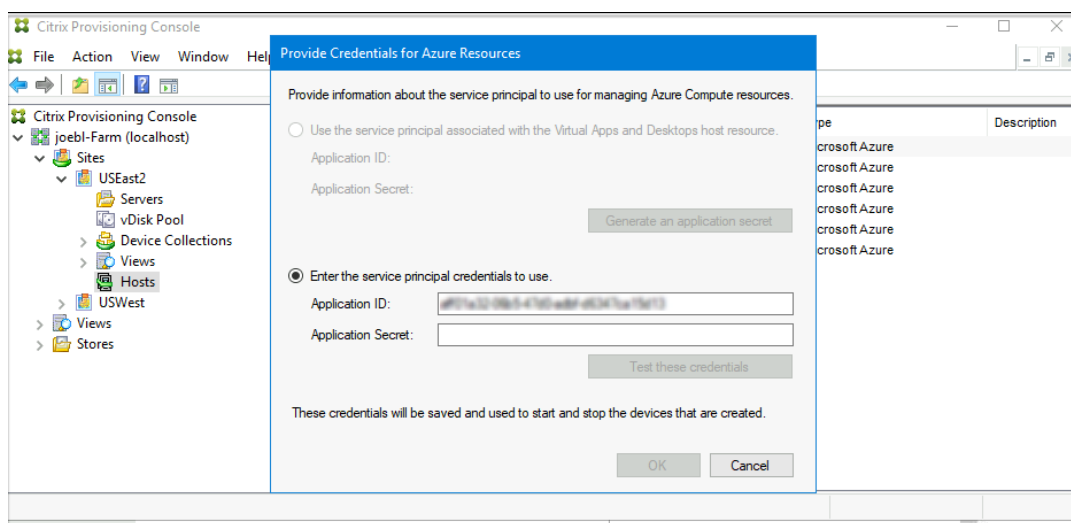 Citrix Provisioning Console
File Action View Window Hel
Provide Credentials for Azure Resources
Provide information about the service principal to use for managing Azure Compute resources.
Citrix Provisioning Console
joebl-Farm (localhost)
Sites
USEast2
Servers
vDisk Pool
Device Collections
Views
Hosts
USWest
Views
Stores
Use the service principal associated with the Virtual Apps and Desktops host resource.
Application ID:
Application Secret:
Generate an application secret
Enter the service principal credentials to use.
Application ID:
Application Secret:
Test these credentials
These credentials will be saved and used to start and stop the devices that are created.
OK Cancel
pe Description
crosoft Azure
crosoft Azure
crosoft Azure
crosoft Azure
crosoft Azure
crosoft Azure